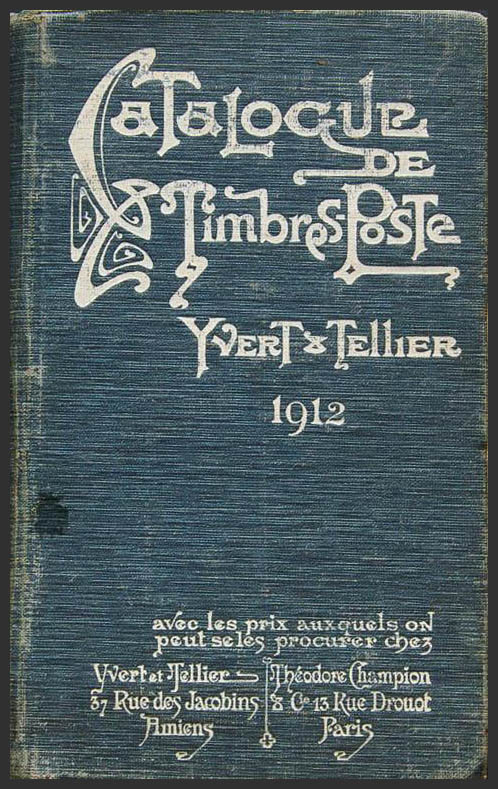 Catalogue
DE
Timbres-Poste
Yvert & Tellier
1912
avec les prix auxquels on
peut se les procurer chez
Yvert et Tellier
37 Rue des Jacobins
Amiens
Théodore Champion
& Cie 13 Rue Drouot
Paris